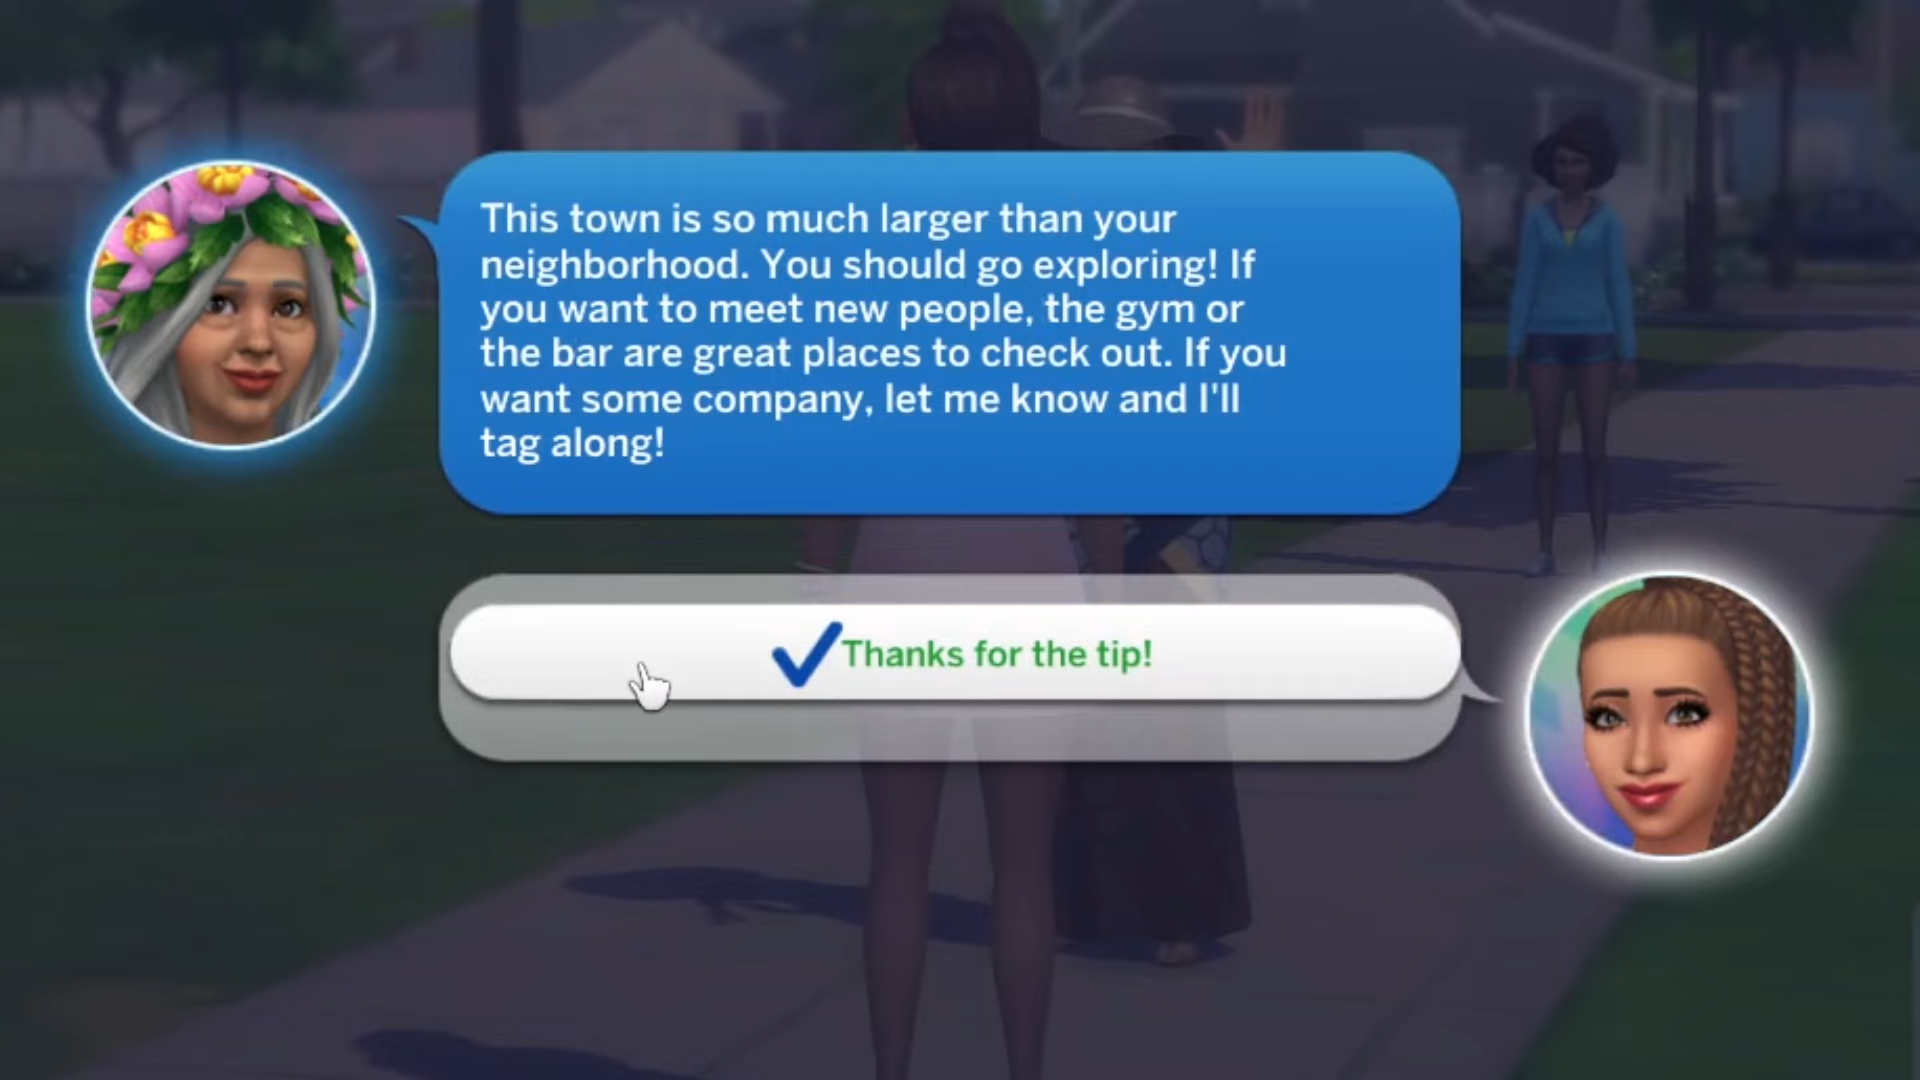 This town is so much larger than your
neighborhood. You should go exploring! If
you want to meet new people, the gym or
the bar are great places to check out. If you
want some company, let me know and I'll
tag along!
Thanks for the tip!